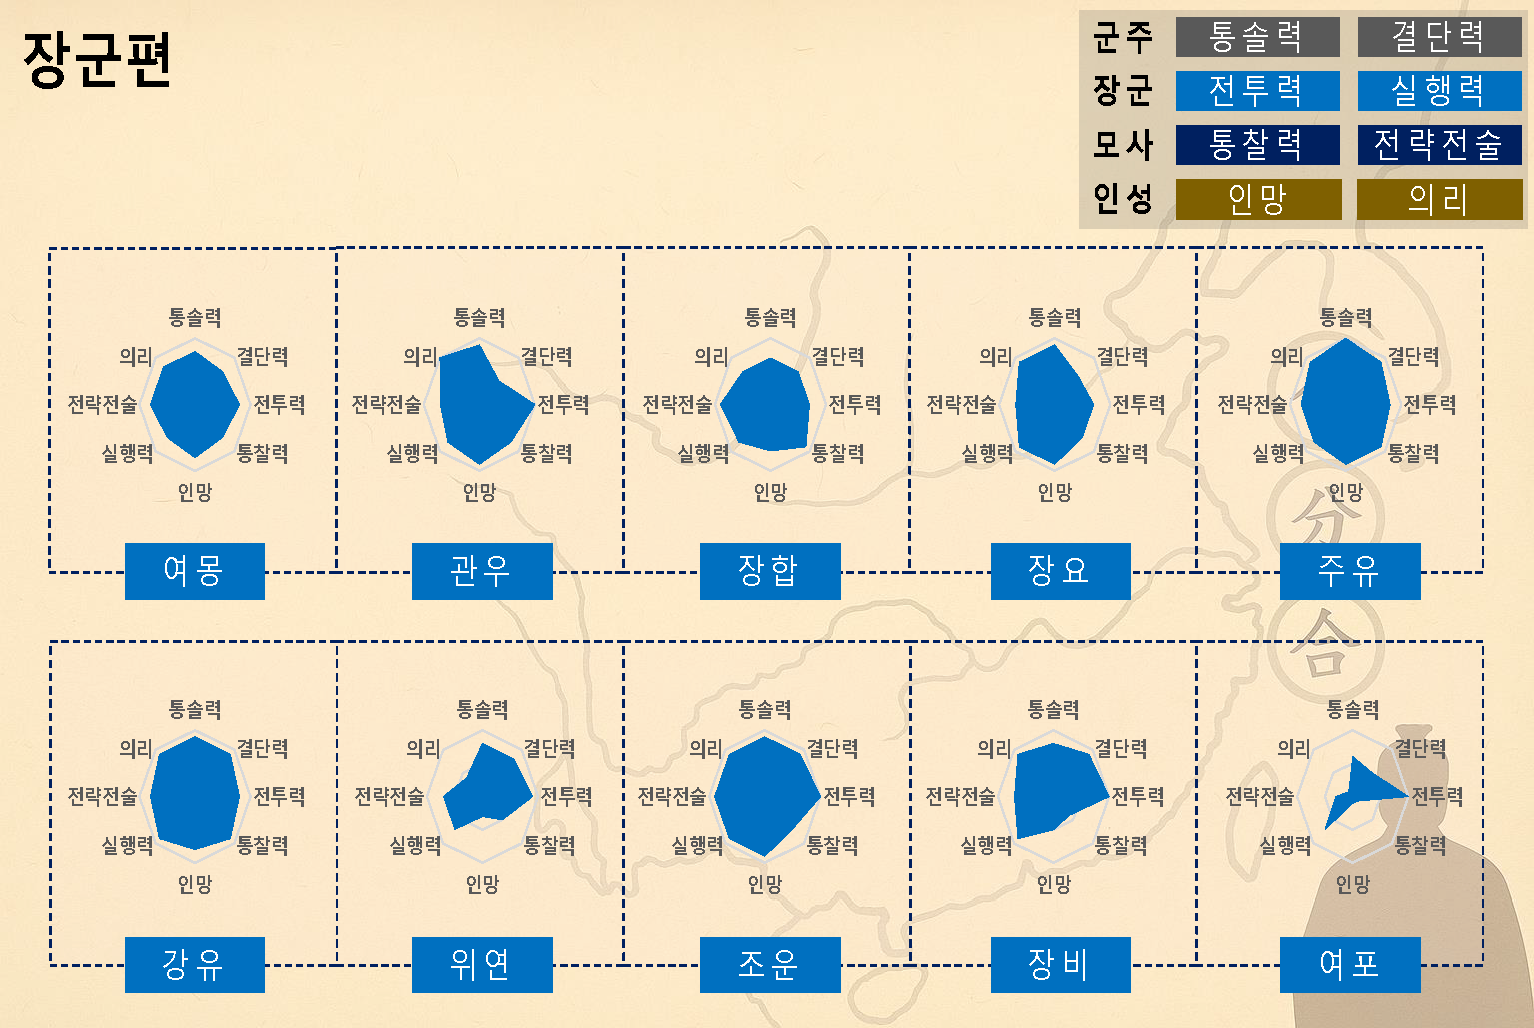 장군편
군주 통솔력 결단력
장군 전투력 실행력
모사 통찰력 전략전술
인성 인망 의리
통솔력
의리 결단력
전략전술 전투력
실행력 통찰력
인망
여몽
통솔력
의리 결단력
전략전술 전투력
실행력 통찰력
인망
관우
통솔력
의리 결단력
전략전술 전투력
실행력 통찰력
인망
장합
통솔력
의리 결단력
전략전술 전투력
실행력 통찰력
인망
장요
통솔력
의리 결단력
전략전술 전투력
실행력 통찰력
인망
주유
分
合
통솔력
의리 결단력
전략전술 전투력
실행력 통찰력
인망
강유
통솔력
의리 결단력
전략전술 전투력
실행력 통찰력
인망
위연
통솔력
의리 결단력
전략전술 전투력
실행력 통찰력
인망
조운
통솔력
의리 결단력
전략전술 전투력
실행력 통찰력
인망
장비
통솔력
의리 결단력
전략전술 전투력
실행력 통찰력
인망
여포